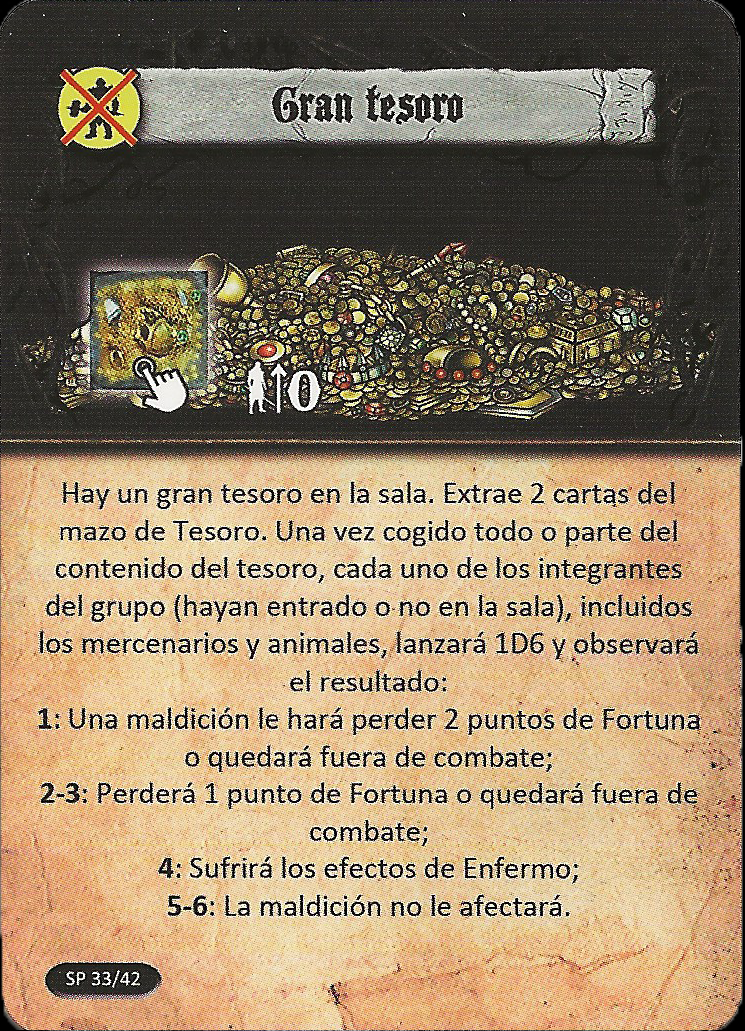 Gran tesoro
0
Hay un gran tesoro en la sala. Extrae 2 cartas del
mazo de Tesoro. Una vez cogido todo o parte del
contenido del tesoro, cada uno de los integrantes
del grupo (hayan entrado o no en la sala), incluidos
los mercenarios y animales, lanzará 1D6 y observará
el resultado:
1: Una maldición le hará perder 2 puntos de Fortuna
o quedará fuera de combate;
2-3: Perderá 1 punto de Fortuna o quedará fuera de
combate;
4: Sufrirá los efectos de Enfermo;
5-6: La maldición no le afectará.
SP 33/42